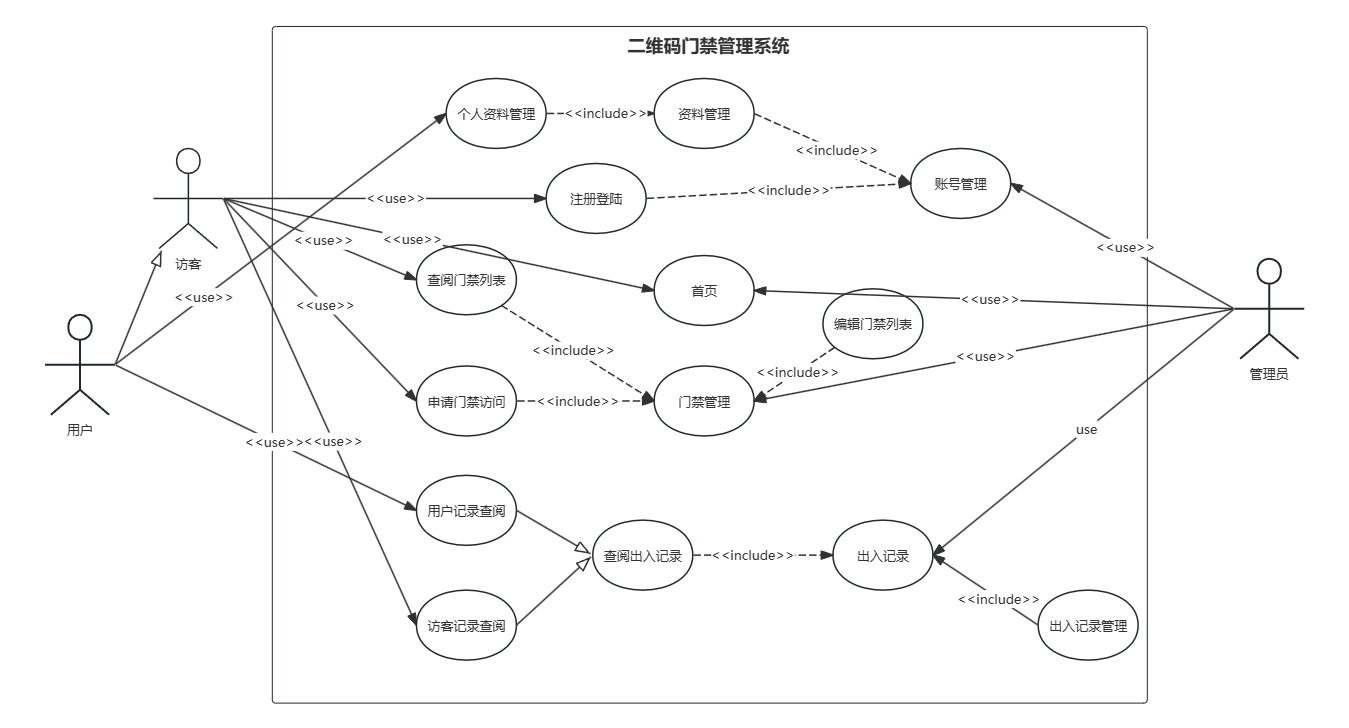 二维码门禁管理系统
个人资料管理
<<include>>
资料管理
<<include>>
账号管理
<<use>>
注册登陆
<<include>>
<<use>>
<<use>>
<<use>>
访客
查阅门禁列表
首页
<<use>>
<<use>>
<<use>>
编辑门禁列表
<<include>>
<<use>>
<<include>>
管理员
申请门禁访问
<<include>>
门禁管理
用户
<<use>>
<<use>>
use
用户记录查阅
查阅出入记录
<<include>>
出入记录
<<include>>
访客记录查阅
出入记录管理